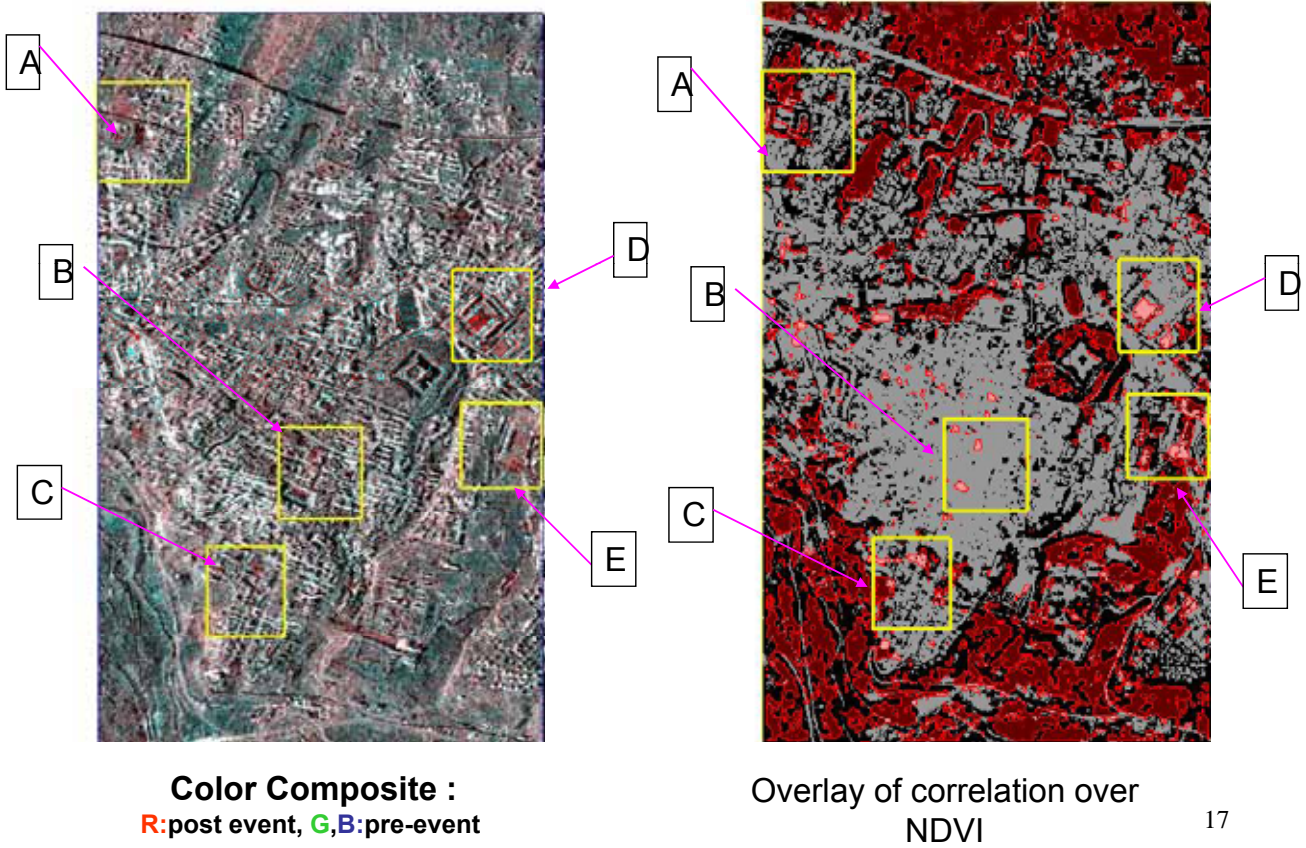 A
B
C
D
E
A
B
C
D
E
Color Composite :
R:post event, G,B:pre-event
Overlay of correlation over
NDVI
17